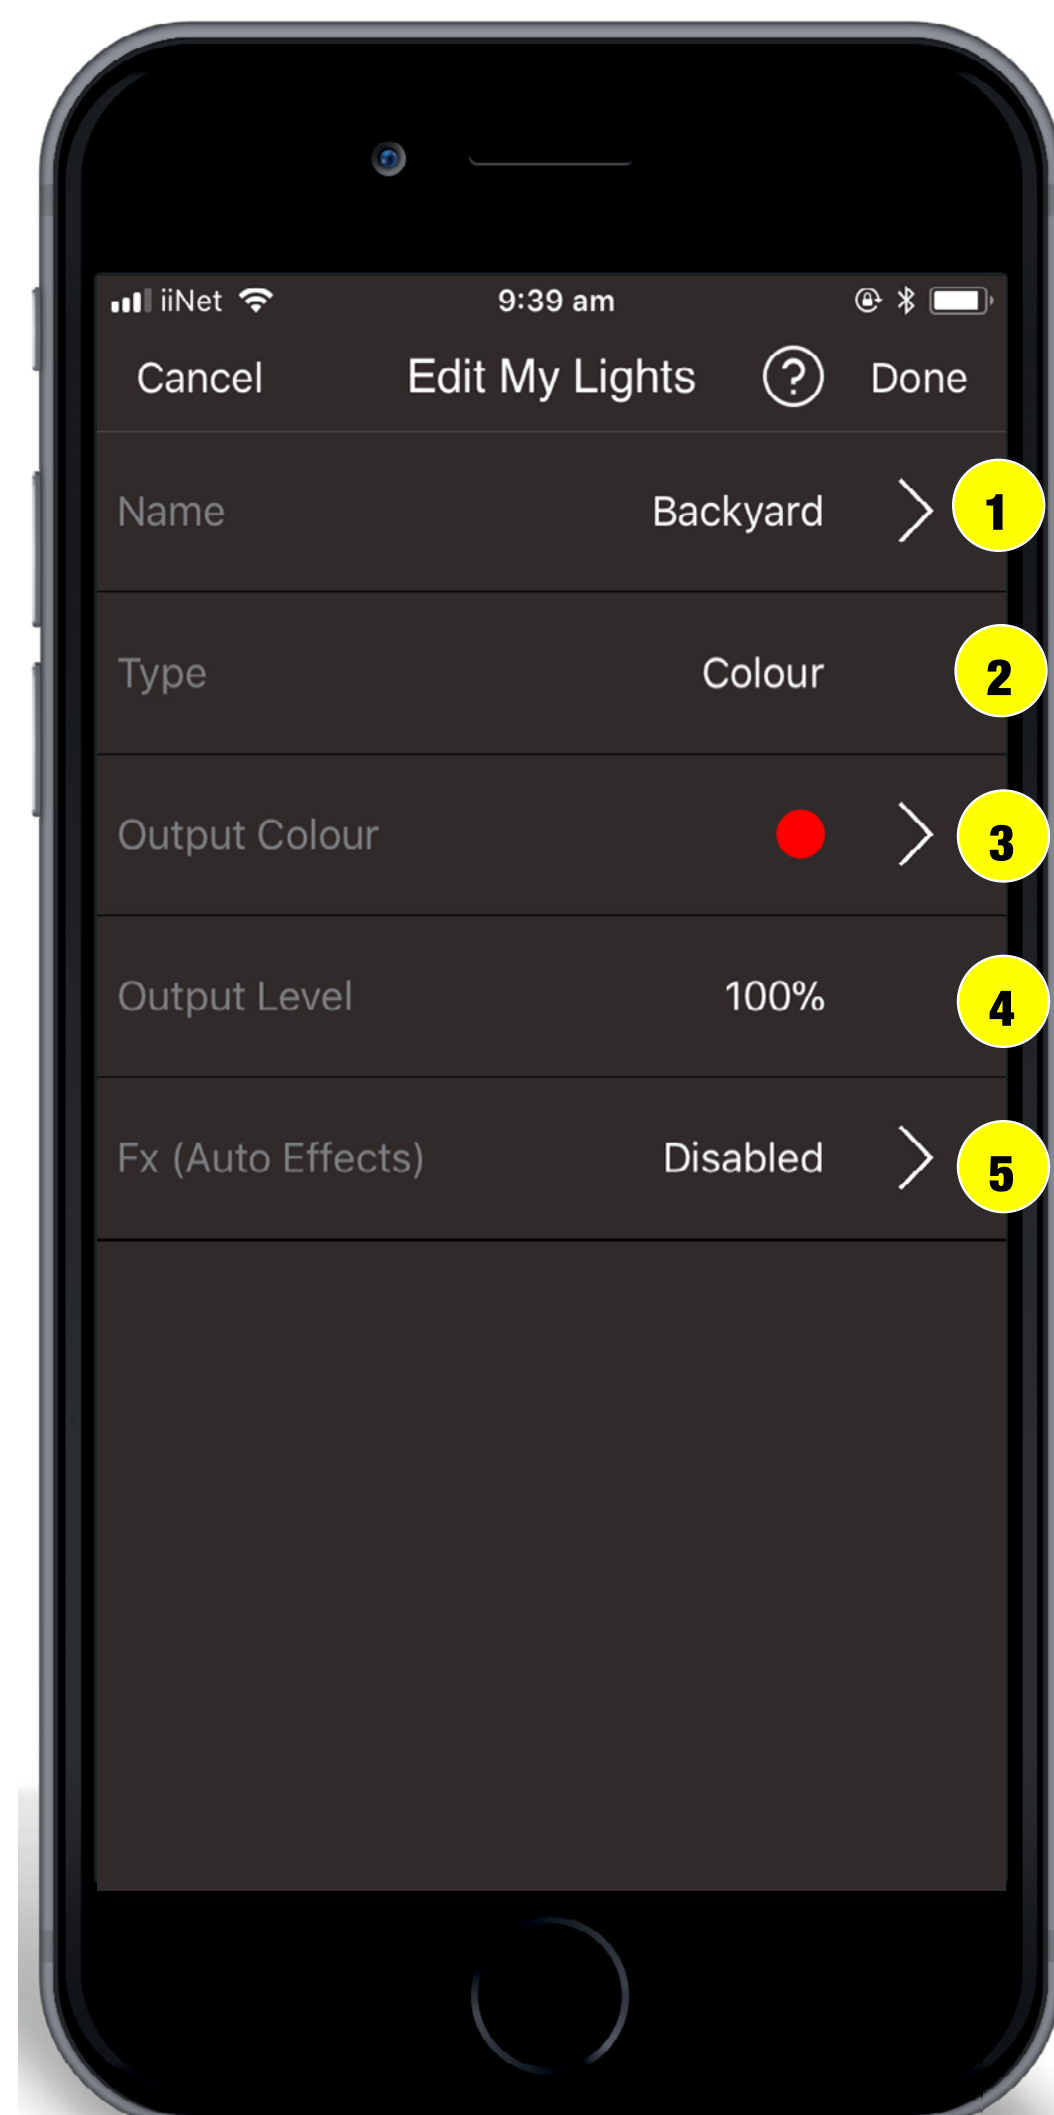 iiNet 9:39 am
Cancel Edit My Lights ? Done
Name Backyard 1
Type Colour 2
Output Colour 3
Output Level 100% 4
Fx (Auto Effects) Disabled 5